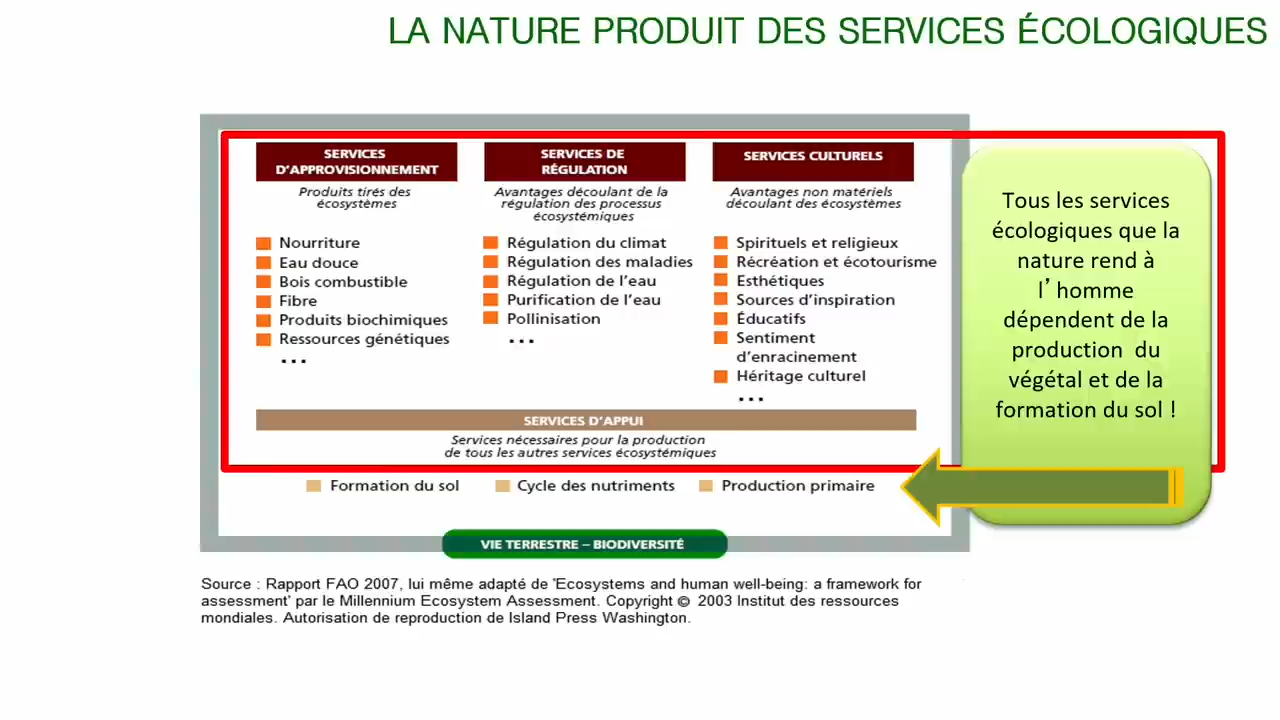 LA NATURE PRODUIT DES SERVICES ÉCOLOGIQUES
SERVICES
D'APPROVISIONNEMENT
Produits tirés des
écosystèmes
Nourriture
Eau douce
Bois combustible
Fibre
Produits biochimiques
Ressources génétiques
...
SERVICES DE
RÉGULATION
Avantages découlant de la
régulation des processus
écosystémiques
Régulation du climat
Régulation des maladies
Régulation de l'eau
Purification de l'eau
Pollinisation
...
SERVICES CULTURELS
Avantages non matériels
découlant des écosystèmes
Spirituels et religieux
Récréation et écotourisme
Esthétiques
Sources d'inspiration
Éducatifs
Sentiment
d'enracinement
Héritage culturel
...
SERVICES D'APPUI
Services nécessaires pour la production
de tous les autres services écosystémiques
Formation du sol
Cycle des nutriments
Production primaire
VIE TERRESTRE – BIODIVERSITÉ
Tous les services
écologiques que la
nature rend à
l’homme
dépendent de la
production du
végétal et de la
formation du sol !
Source : Rapport FAO 2007, lui même adapté de 'Ecosystems and human well-being: a framework for
assessment' par le Millennium Ecosystem Assessment. Copyright © 2003 Institut des ressources
mondiales. Autorisation de reproduction de Island Press Washington.